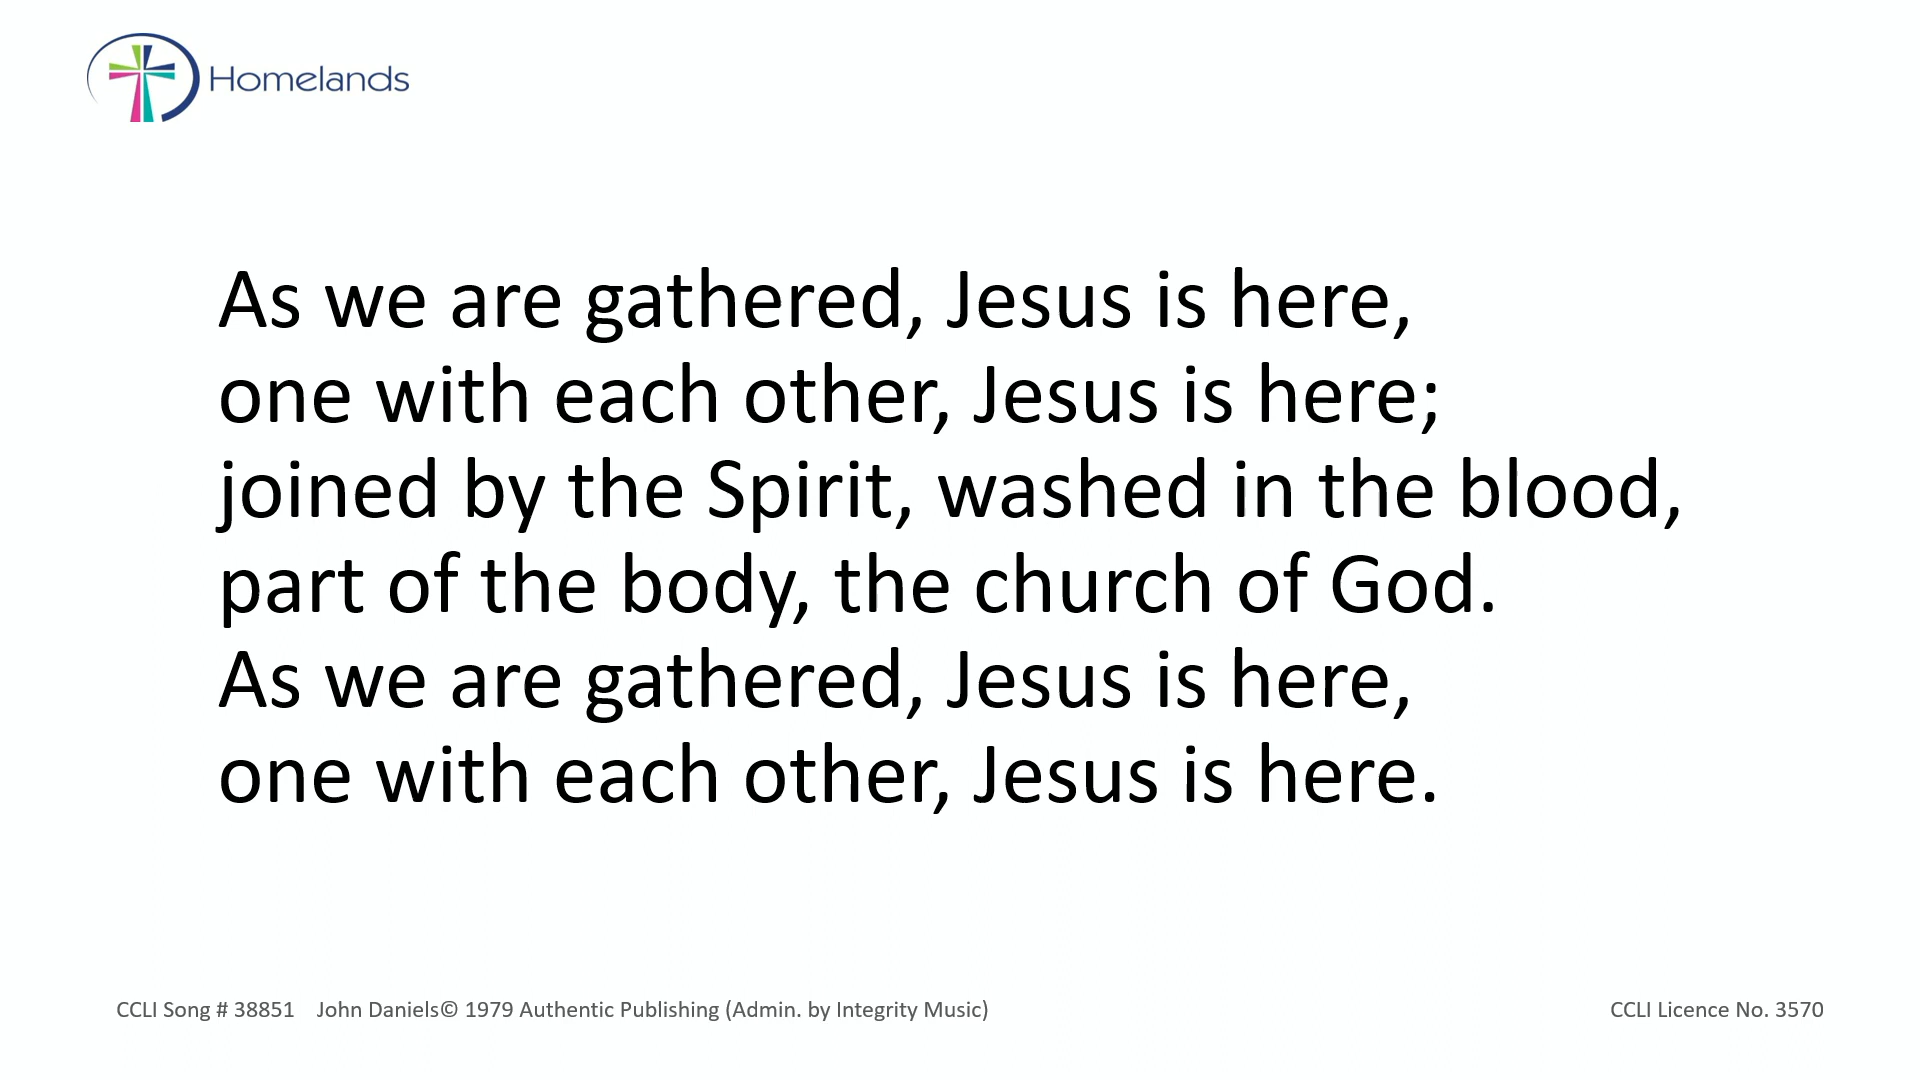 Homelands
As we are gathered, Jesus is here,
one with each other, Jesus is here;
joined by the Spirit, washed in the blood,
part of the body, the church of God.
As we are gathered, Jesus is here,
one with each other, Jesus is here.
CCLI Song # 38851 John Daniels© 1979 Authentic Publishing (Admin. by Integrity Music)
CCLI Licence No. 3570